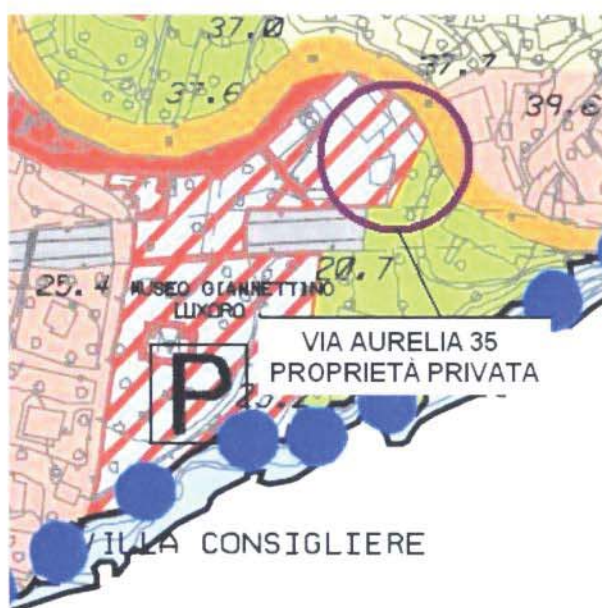 37.0
37.7
37.6
39.6
20.7
25.4
MUSEO GIANNETTINO
LUXORO
VIA AURELIA 35
PROPRIETÀ PRIVATA
P
VILLA CONSIGLIERE